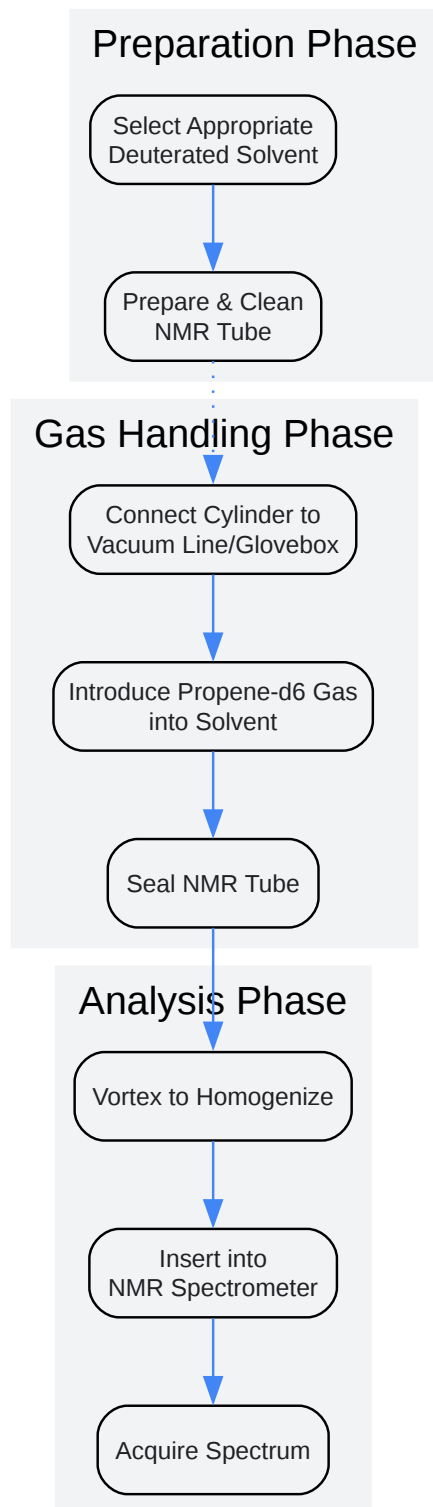 Preparation Phase
Select Appropriate
Deuterated Solvent
Prepare & Clean
NMR Tube
Gas Handling Phase
Connect Cylinder to
Vacuum Line/Glovebox
Introduce Propene-d6 Gas
into Solvent
Seal NMR Tube
Analysis Phase
Vortex to Homogenize
Insert into
NMR Spectrometer
Acquire Spectrum